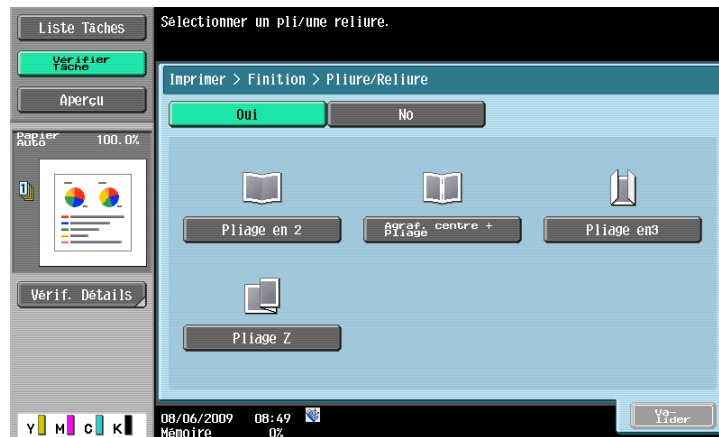 Liste Tâches
Sélectionner un pli/une reliure.
Vérifier
Tâche
Aperçu
Imprimer > Finition > Pliure/Reliure
Oui
No
Papier
Auto
100.0%
Pliage en 2
Agraf. centre +
Pliage
Pliage en3
Vérif. Détails
Pliage Z
Va-
lider
08/06/2009 08:49
Mémoire 0%
Y M C K